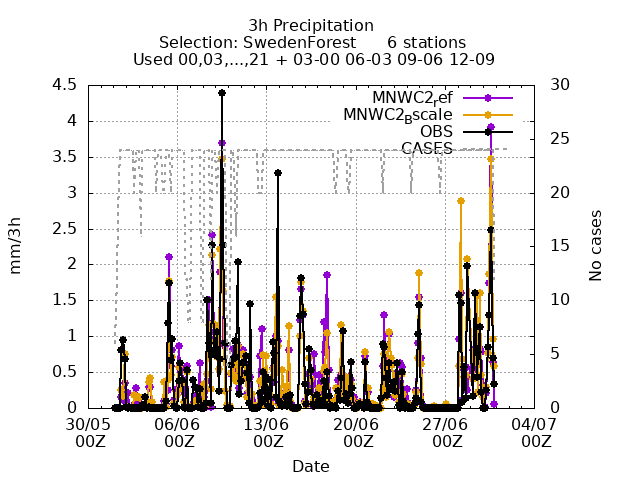 3h Precipitation
Selection: SwedenForest 6 stations
Used 00,03,...,21 + 03-00 06-03 09-06 12-09
MNWC2ref
MNWC2Bscale
OBS
CASES
mm/3h
4.5
4
3.5
3
2.5
2
1.5
1
0.5
0
No cases
30
25
20
15
10
5
0
30/05 06/06 13/06 20/06 27/06 04/07
00Z 00Z 00Z 00Z 00Z 00Z
Date